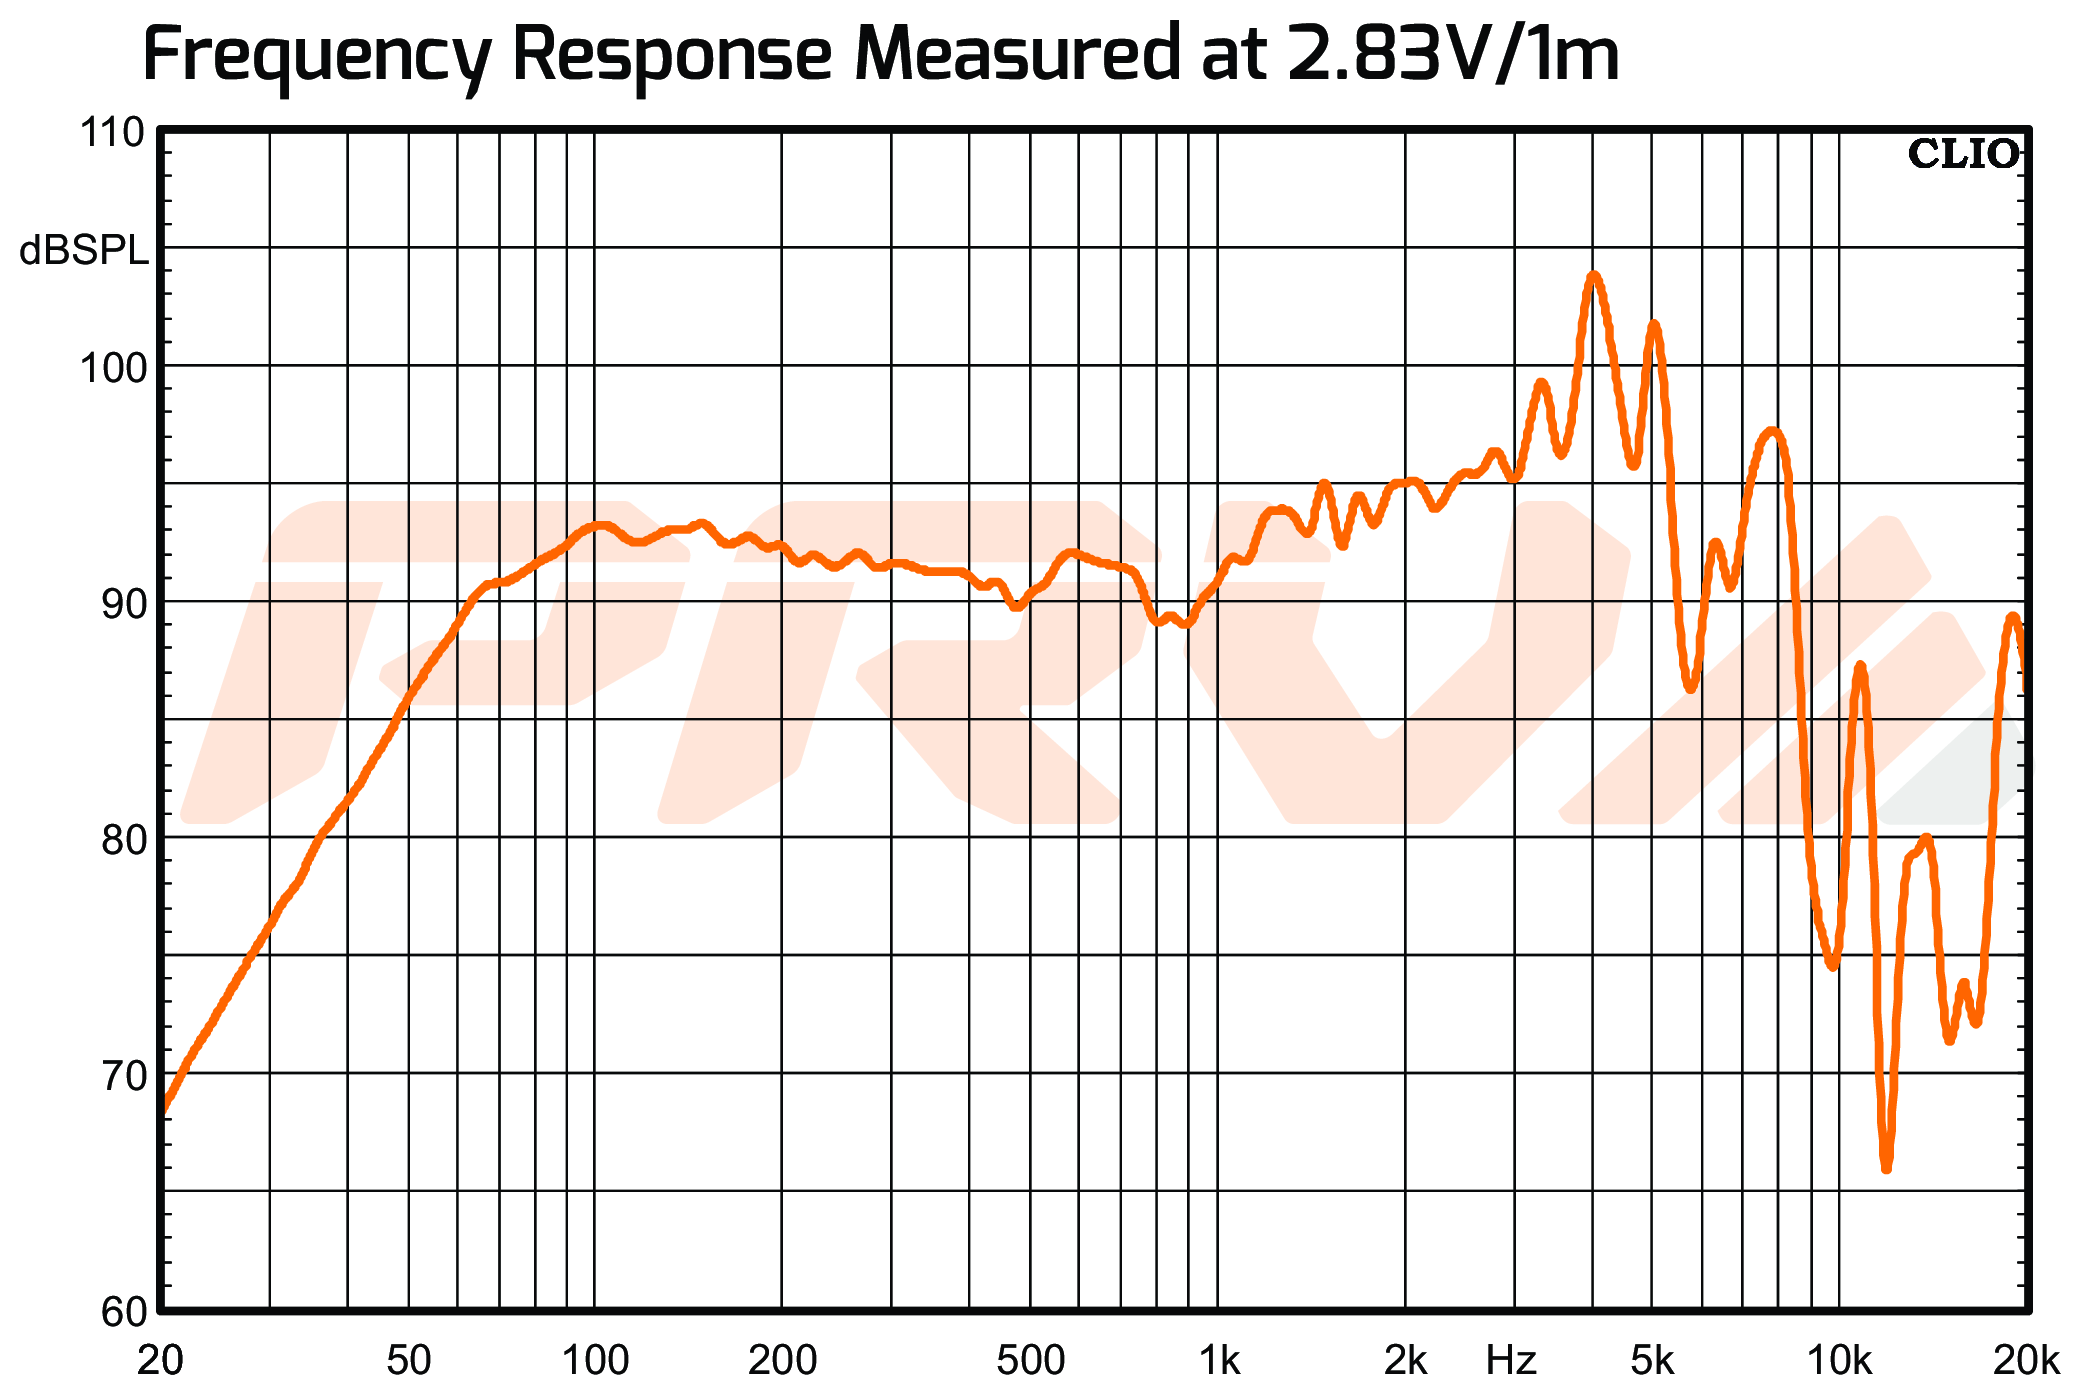 Frequency Response Measured at 2.83V/1m
110
CLIO
dBSPL
100
90
PRV
80
70
60
20 50 100 200 500 1k 2k Hz 5k 10k 20k